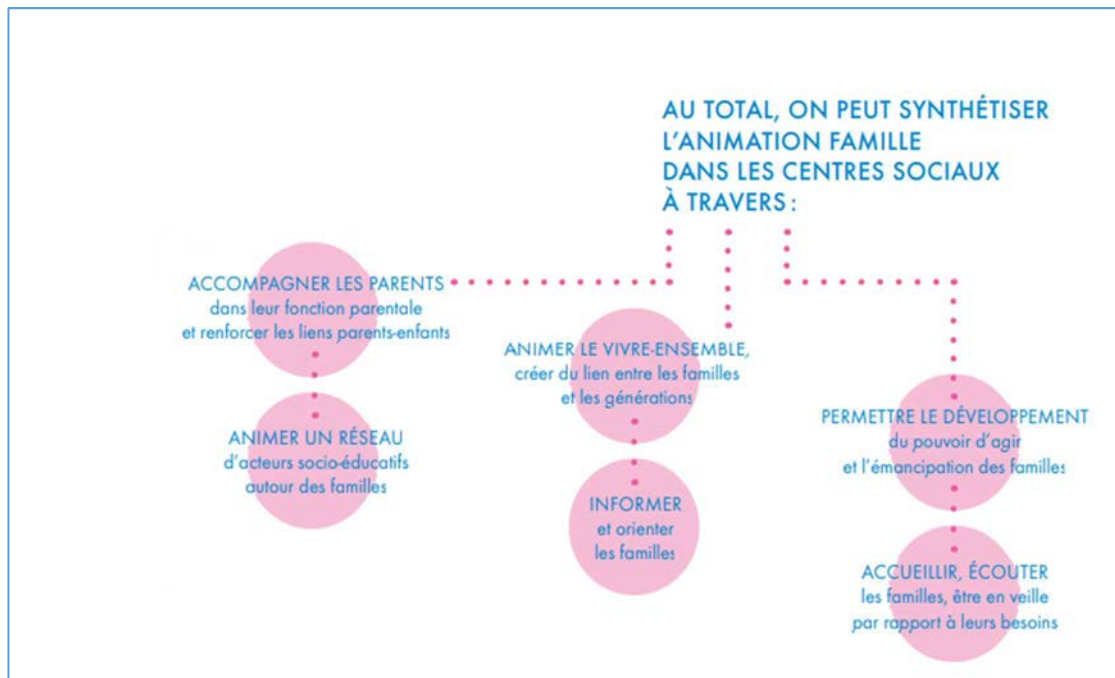 AU TOTAL, ON PEUT SYNTHÉTISER
L'ANIMATION FAMILLE
DANS LES CENTRES SOCIAUX
À TRAVERS :
ACCOMPAGNER LES PARENTS
dans leur fonction parentale
et renforcer les liens parents-enfants
ANIMER UN RÉSEAU
d'acteurs socio-éducatifs
autour des familles
ANIMER LE VIVRE-ENSEMBLE,
créer du lien entre les familles
et les générations
INFORMER
et orienter
les familles
PERMETTRE LE DÉVELOPPEMENT
du pouvoir d'agir
et l'émancipation des familles
ACCUEILLIR, ÉCOUTER
les familles, être en veille
par rapport à leurs besoins